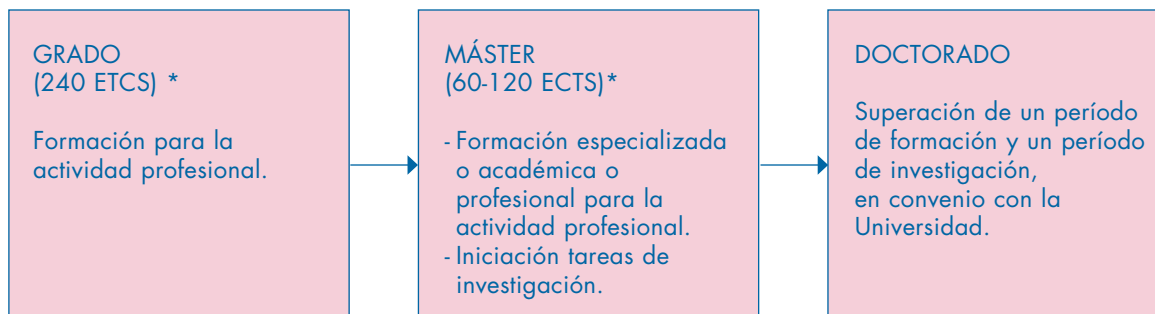 GRADO
(240 ETCS) *
Formación para la
actividad profesional.
MÁSTER
(60-120 ECTS)*
- Formación especializada
o académica o
profesional para la
actividad profesional.
- Iniciación tareas de
investigación.
DOCTORADO
Superación de un período
de formación y un período
de investigación,
en convenio con la
Universidad.